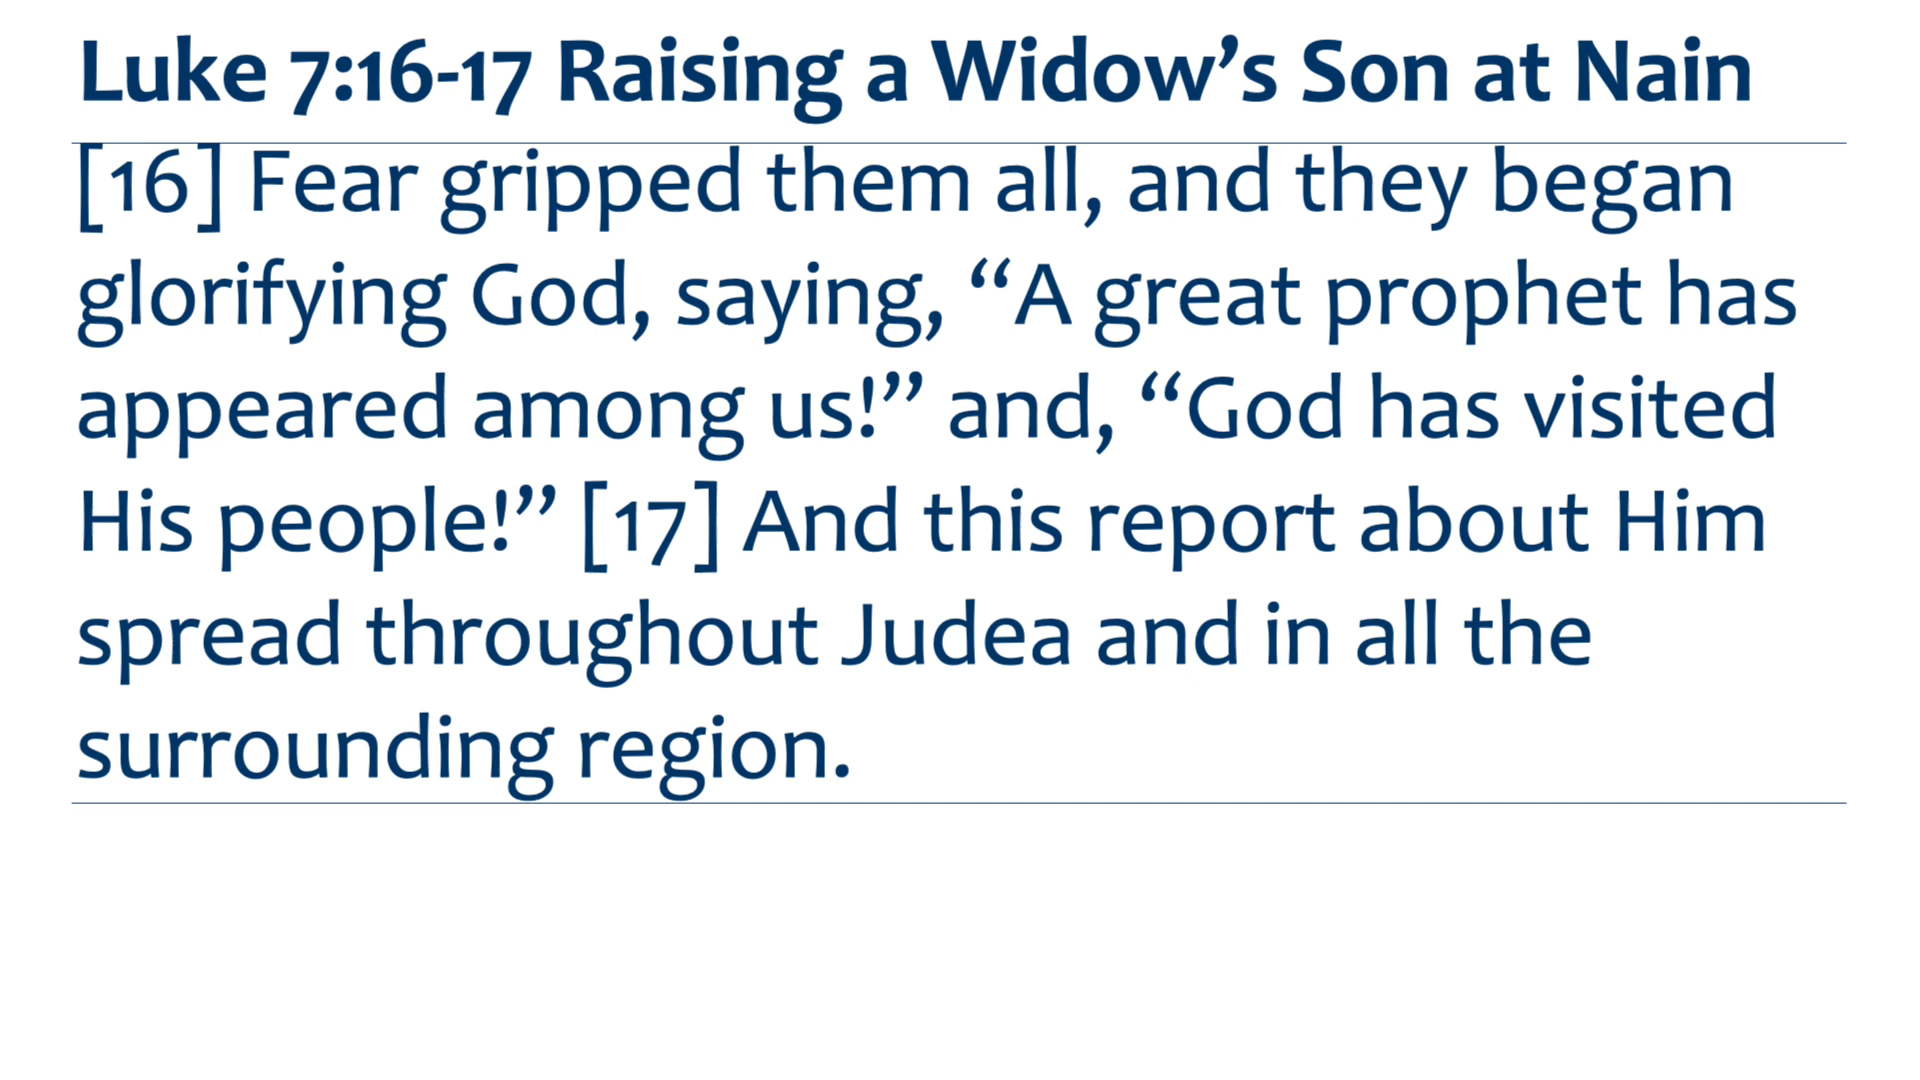 Luke 7:16-17 Raising a Widow’s Son at Nain
[16] Fear gripped them all, and they began
glorifying God, saying, “A great prophet has
appeared among us!” and, “God has visited
His people!” [17] And this report about Him
spread throughout Judea and in all the
surrounding region.